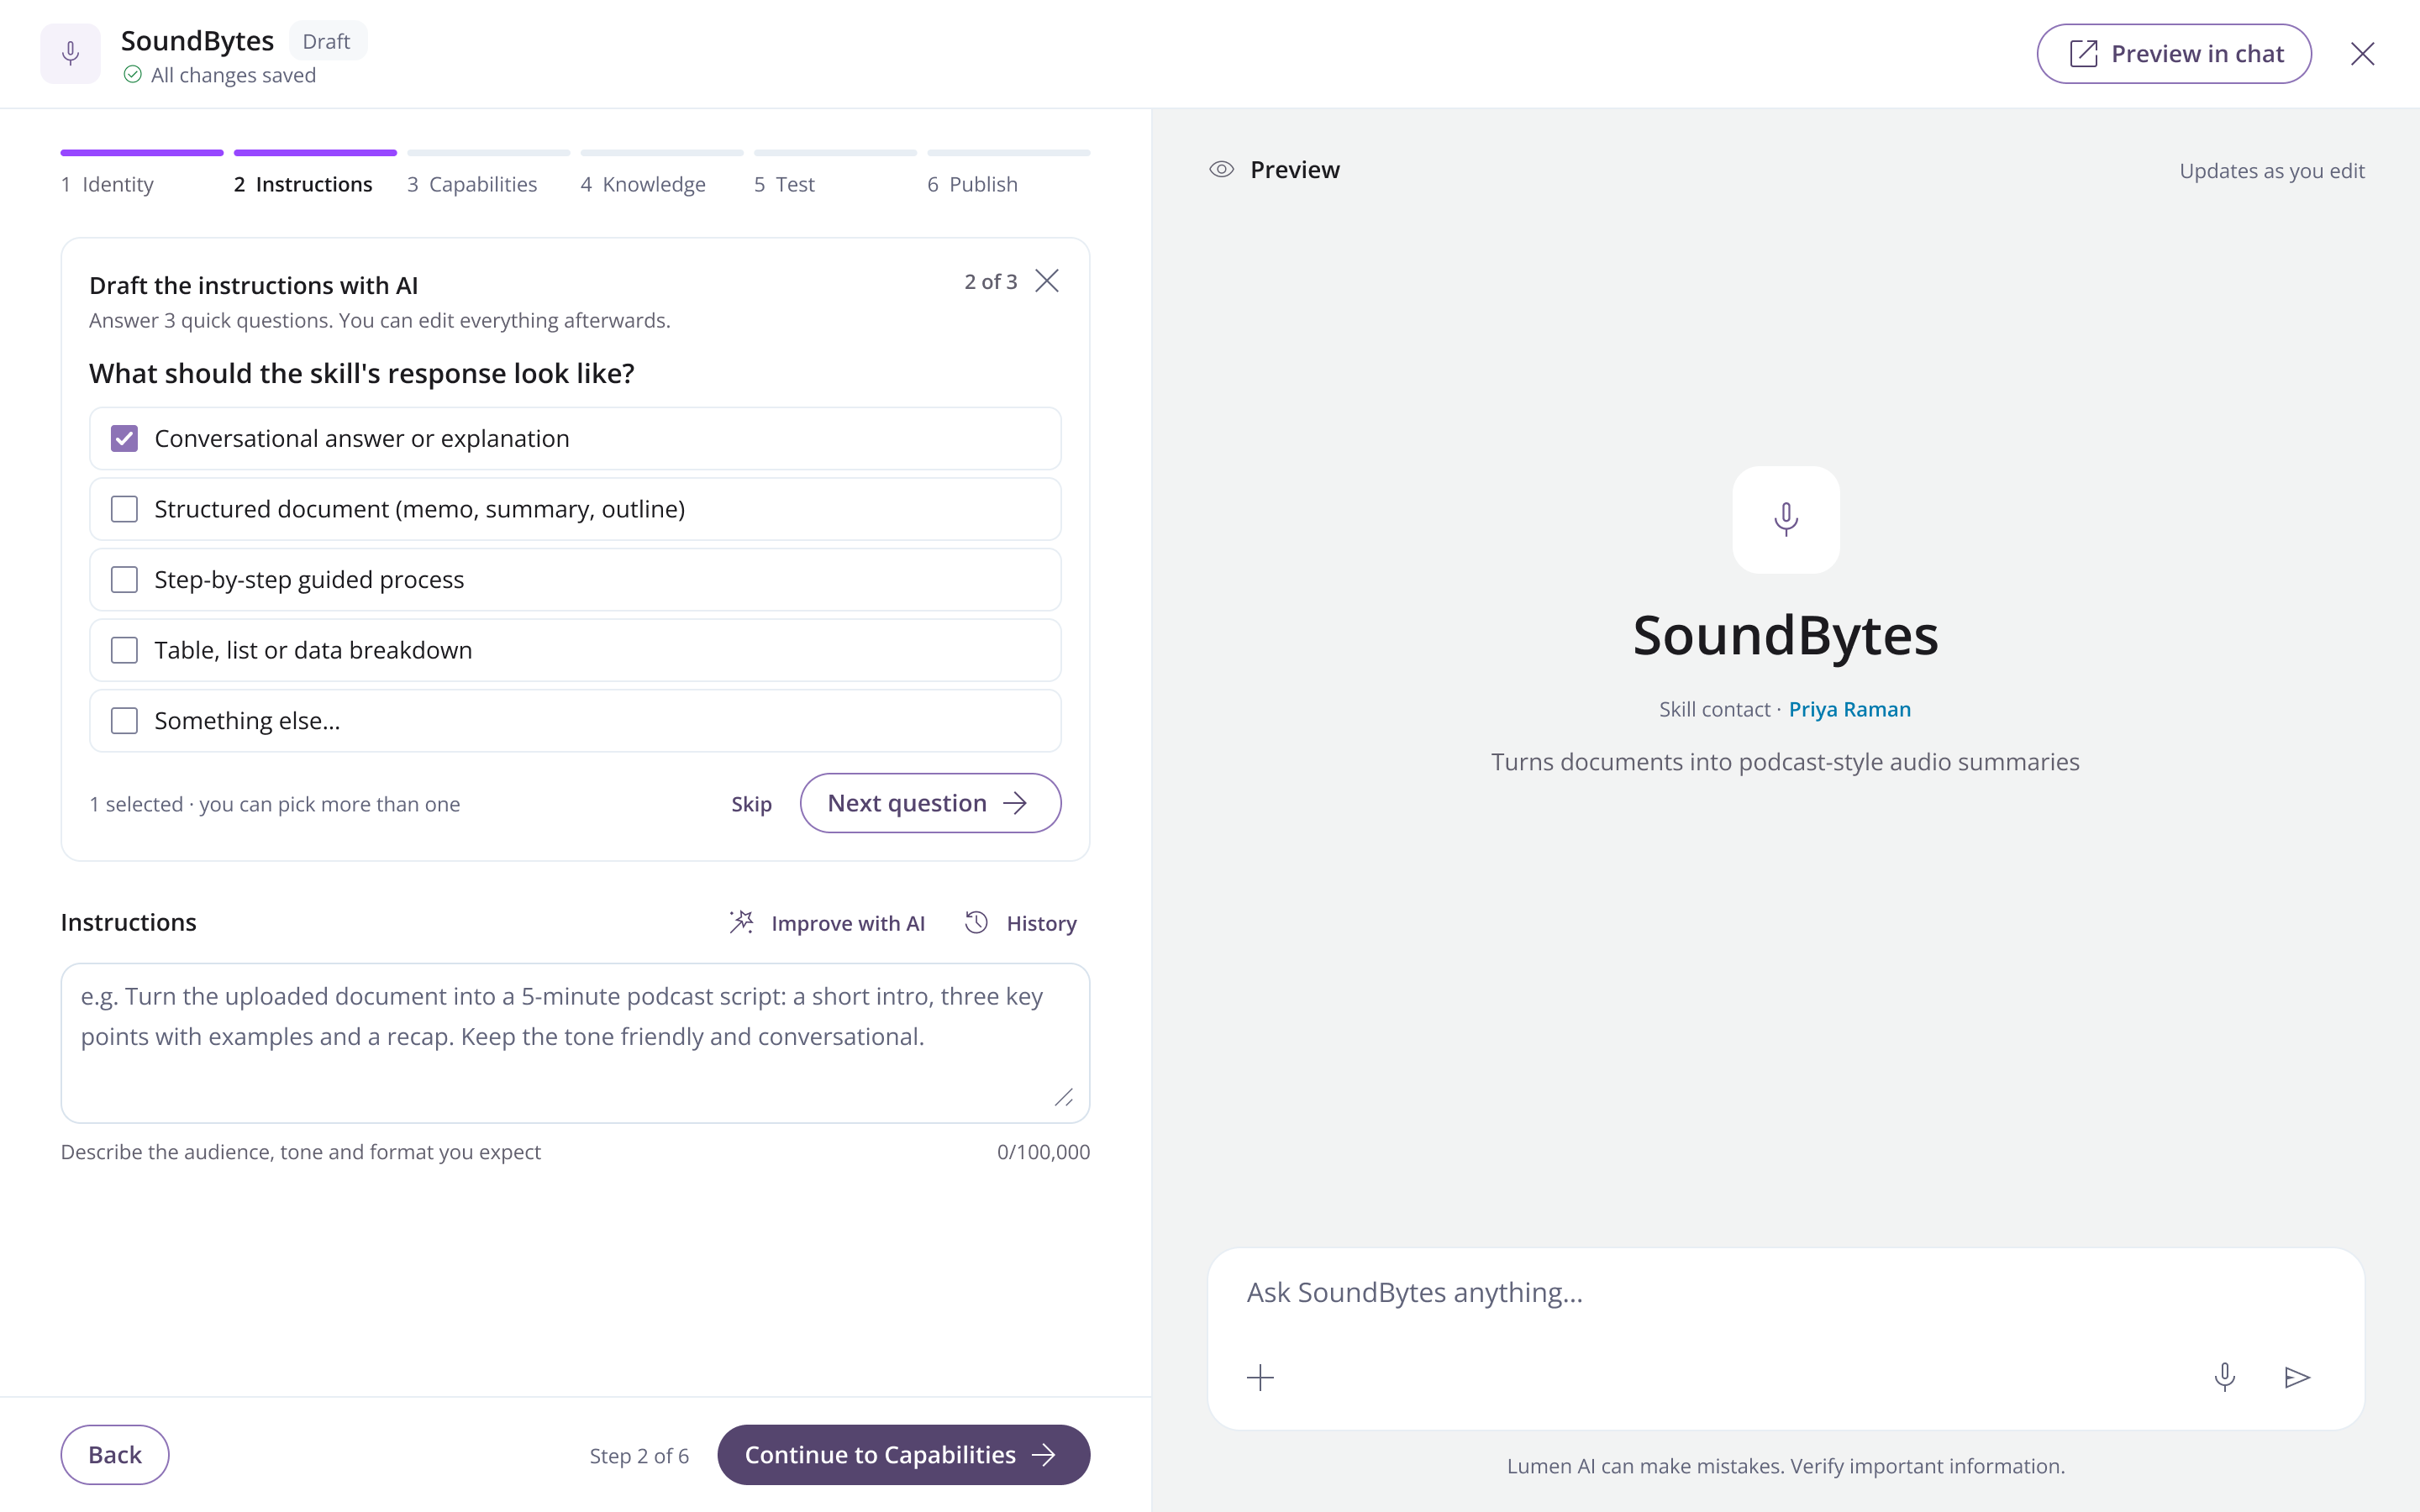 SoundBytes
Draft
All changes saved
Preview in chat
1 Identity
2 Instructions
3 Capabilities
4 Knowledge
5 Test
6 Publish
Draft the instructions with AI
2 of 3
Answer 3 quick questions. You can edit everything afterwards.
What should the skill's response look like?
Conversational answer or explanation
Structured document (memo, summary, outline)
Step-by-step guided process
Table, list or data breakdown
Something else...
1 selected · you can pick more than one
Skip
Next question
Instructions
Improve with AI
History
e.g. Turn the uploaded document into a 5-minute podcast script: a short intro, three key
points with examples and a recap. Keep the tone friendly and conversational.
Describe the audience, tone and format you expect
0/100,000
Back
Step 2 of 6
Continue to Capabilities
Preview
Updates as you edit
SoundBytes
Skill contact · Priya Raman
Turns documents into podcast-style audio summaries
Ask SoundBytes anything...
Lumen AI can make mistakes. Verify important information.